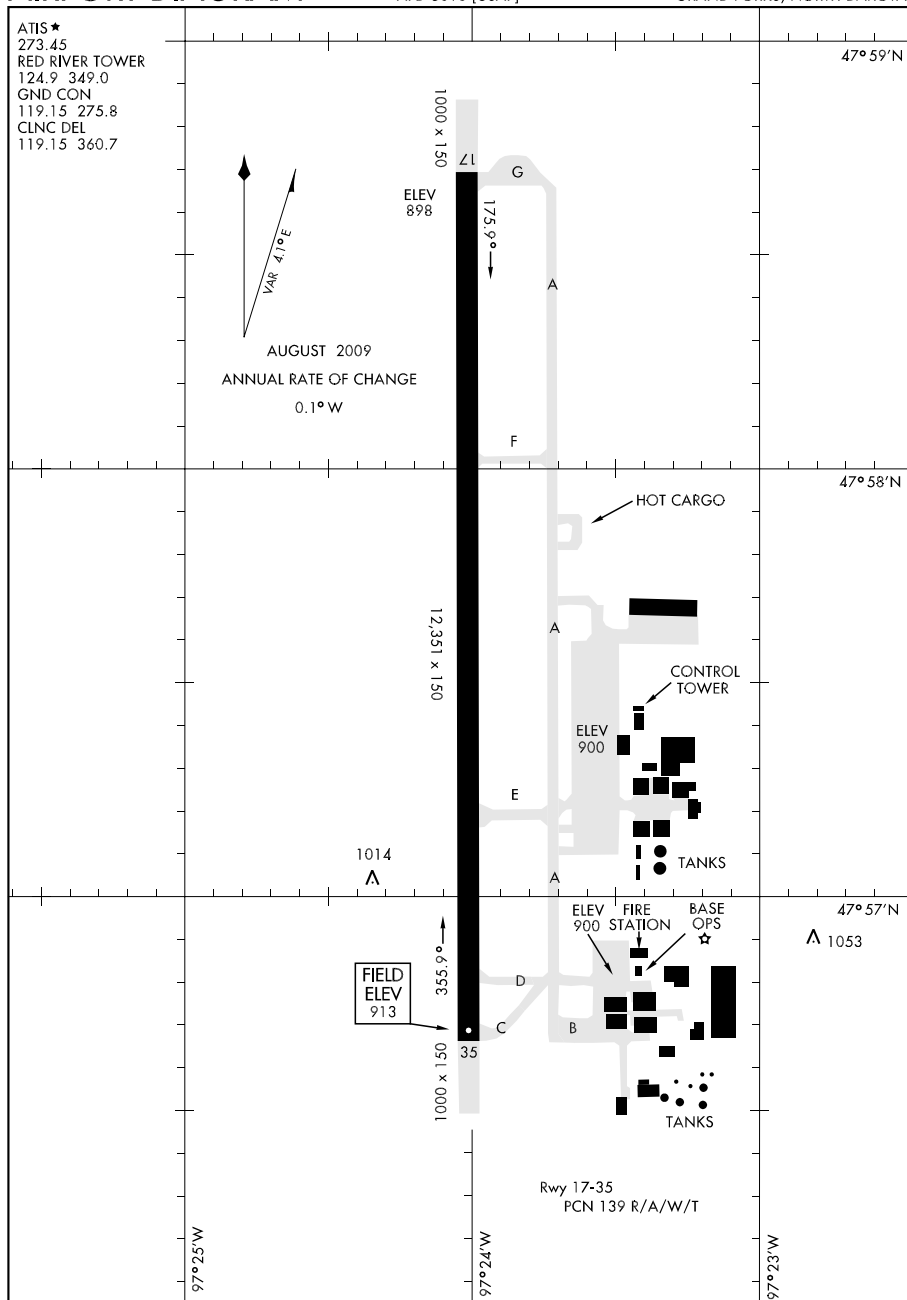 ATIS ★
273.45
RED RIVER TOWER
124.9 349.0
GND CON
119.15 275.8
CLNC DEL
119.15 360.7
47° 59'N
1000 x 150
17
G
ELEV
898
175.9°
VAR 4.1° E
A
AUGUST 2009
ANNUAL RATE OF CHANGE
0.1° W
F
47° 58'N
HOT CARGO
12,351 x 150
A
CONTROL
TOWER
ELEV
900
E
1014
TANKS
A
47° 57'N
ELEV
900
FIRE
STATION
BASE
OPS
1053
355.9°
D
FIELD
ELEV
913
C
B
35
1000 x 150
TANKS
Rwy 17-35
PCN 139 R/A/W/T
97° 25'W
97° 24'W
97° 23'W